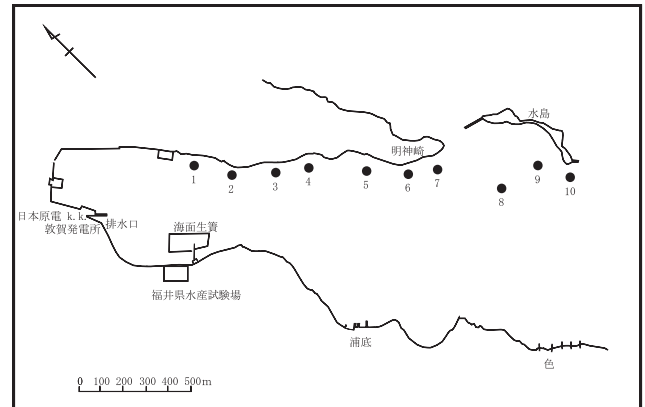 水島
明神崎
1
2
3
4
5
6
7
8
9
10
日本原電 k.k.
敦賀発電所
排水口
海面生簀
福井県水産試験場
浦底
色
0 100 200 300 400 500m